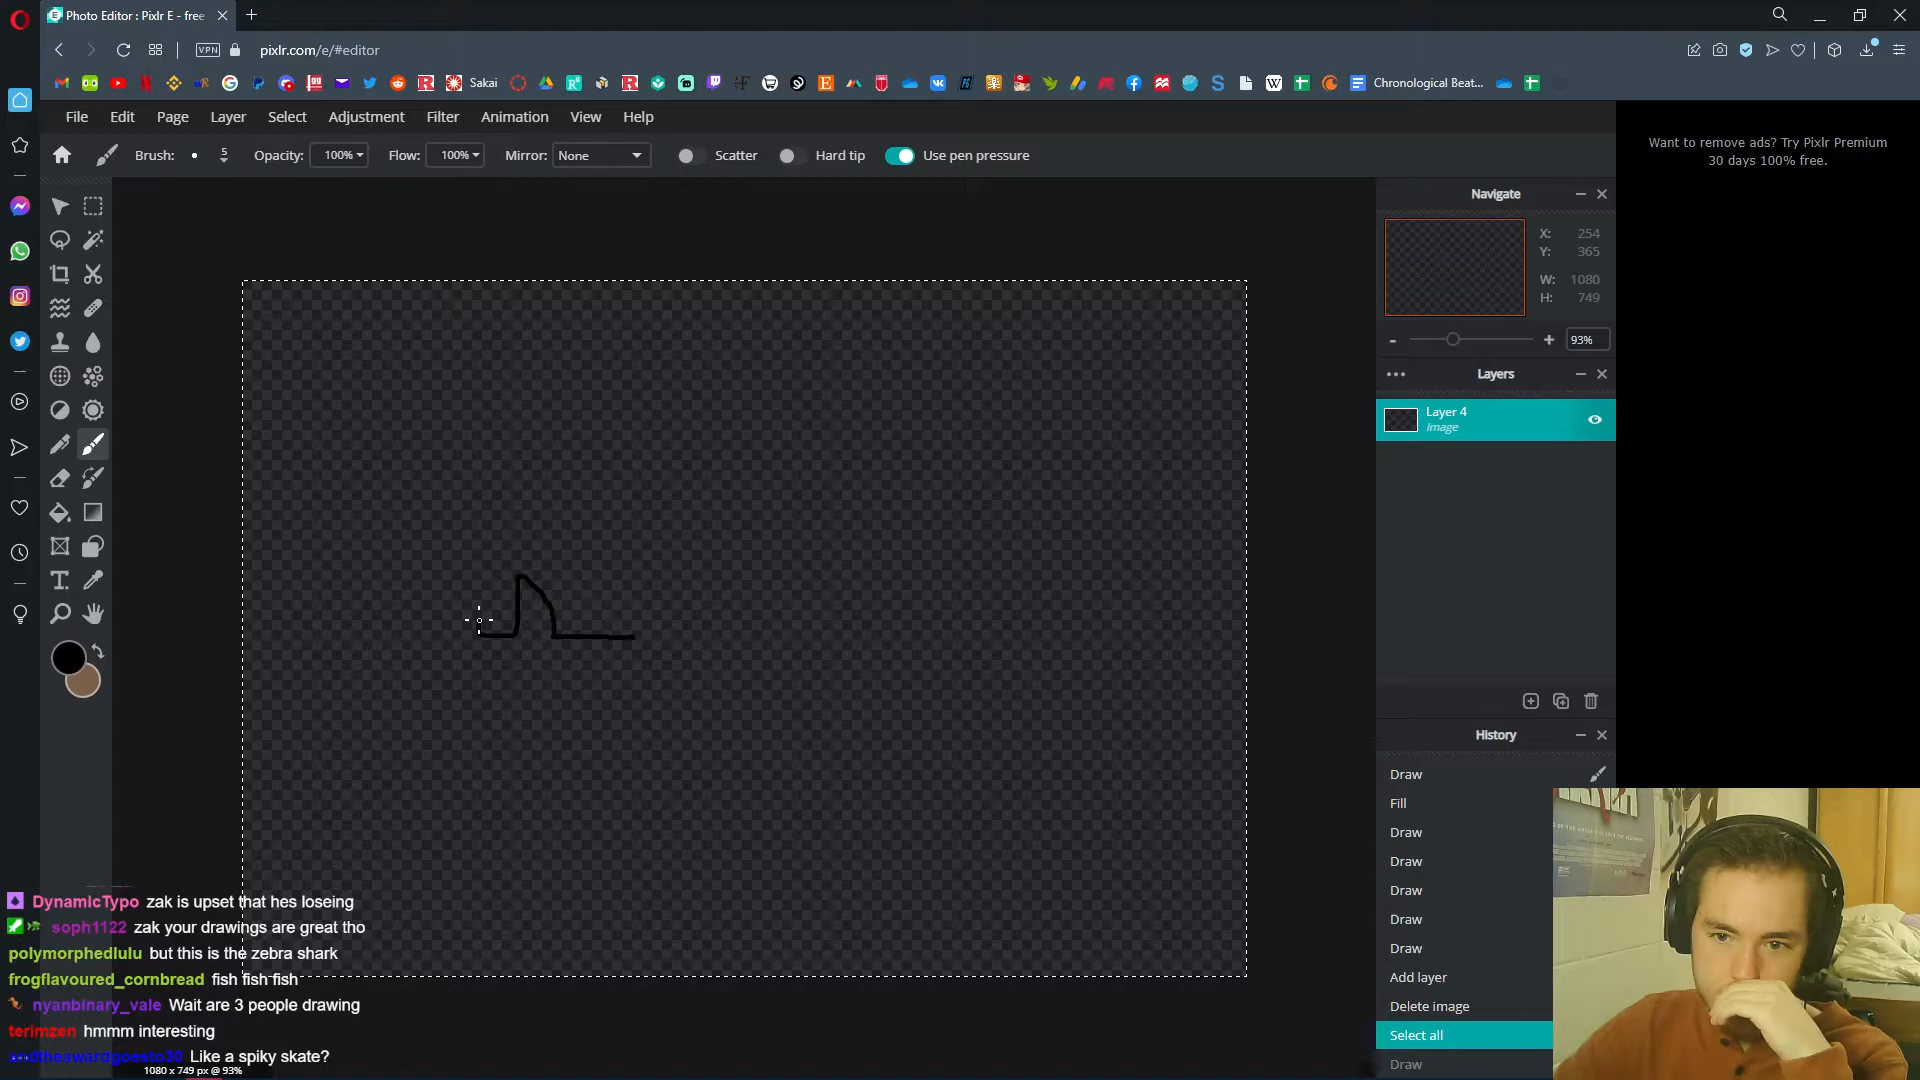 Photo Editor : Pixlr E - free
VPN
pixlr.com/e/#editor
Sakai
Chronological Beat...
File Edit Page Layer Select Adjustment Filter Animation View Help
Brush: 5 Opacity: 100% Flow: 100% Mirror: None Scatter Hard tip Use pen pressure
Want to remove ads? Try Pixlr Premium
30 days 100% free.
Navigate
X: 254
Y: 365
W: 1080
H: 749
93%
Layers
Layer 4
Image
History
Draw
Fill
Draw
Draw
Draw
Draw
Draw
Add layer
Delete image
Select all
Draw
DynamicTypo zak is upset that hes loseing
soph1122 zak your drawings are great tho
polymorphedlulu but this is the zebra shark
frogflavoured_cornbread fish fish fish
nyanbinary_vale Wait are 3 people drawing
terimzen hmmm interesting
andtheawardgoesto30 Like a spiky skate?
1080 x 749 px @ 93%